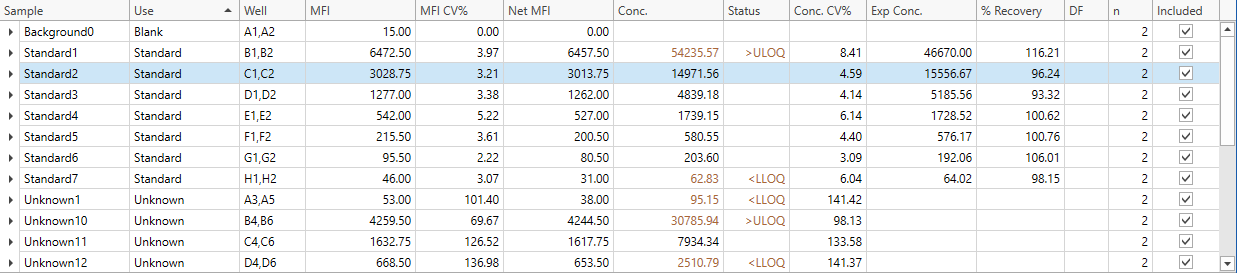 Sample Use Well MFI MFI CV% Net MFI Conc. Status Conc. CV% Exp Conc. % Recovery DF n Included
Background0 Blank A1,A2 15.00 0.00 0.00 2
Standard1 Standard B1,B2 6472.50 3.97 6457.50 54235.57 >ULOQ 8.41 46670.00 116.21 2
Standard2 Standard C1,C2 3028.75 3.21 3013.75 14971.56 4.59 15556.67 96.24 2
Standard3 Standard D1,D2 1277.00 3.38 1262.00 4839.18 4.14 5185.56 93.32 2
Standard4 Standard E1,E2 542.00 5.22 527.00 1739.15 6.14 1728.52 100.62 2
Standard5 Standard F1,F2 215.50 3.61 200.50 580.55 4.40 576.17 100.76 2
Standard6 Standard G1,G2 95.50 2.22 80.50 203.60 3.09 192.06 106.01 2
Standard7 Standard H1,H2 46.00 3.07 31.00 62.83 <LLOQ 6.04 64.02 98.15 2
Unknown1 Unknown A3,A5 53.00 101.40 38.00 95.15 <LLOQ 141.42 2
Unknown10 Unknown B4,B6 4259.50 69.67 4244.50 30785.94 >ULOQ 98.13 2
Unknown11 Unknown C4,C6 1632.75 126.52 1617.75 7934.34 133.58 2
Unknown12 Unknown D4,D6 668.50 136.98 653.50 2510.79 <LLOQ 141.37 2